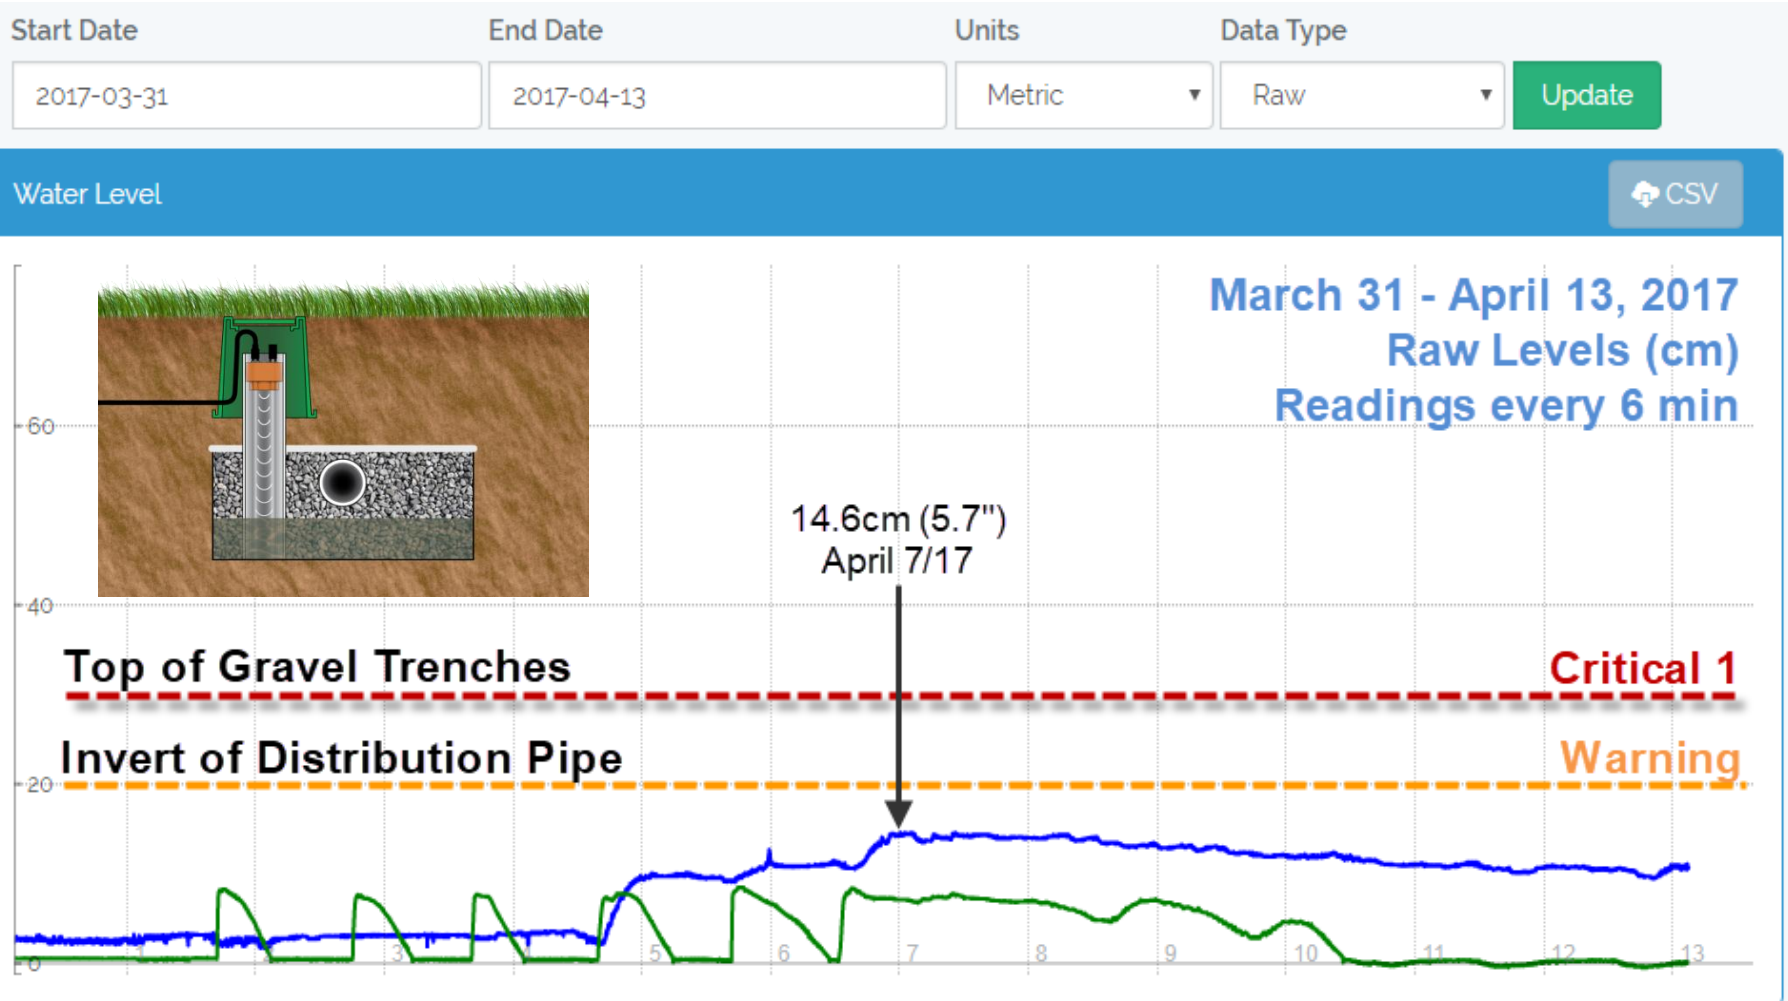 Start Date
End Date
Units
Data Type
2017-03-31
2017-04-13
Metric
Raw
Update
Water Level
CSV
March 31 - April 13, 2017
Raw Levels (cm)
Readings every 6 min
60
14.6cm (5.7")
April 7/17
40
Top of Gravel Trenches
Critical 1
Invert of Distribution Pipe
Warning
20
0
1
2
3
4
5
6
7
8
9
10
11
12
13